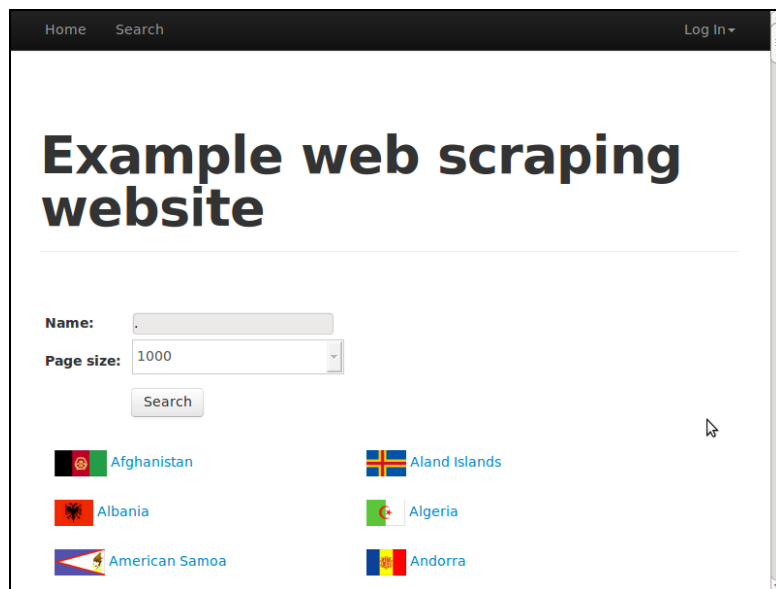 Home Search Log In
Example web scraping
website
Name: .
Page size: 1000
Search
Afghanistan Aland Islands
Albania Algeria
American Samoa Andorra